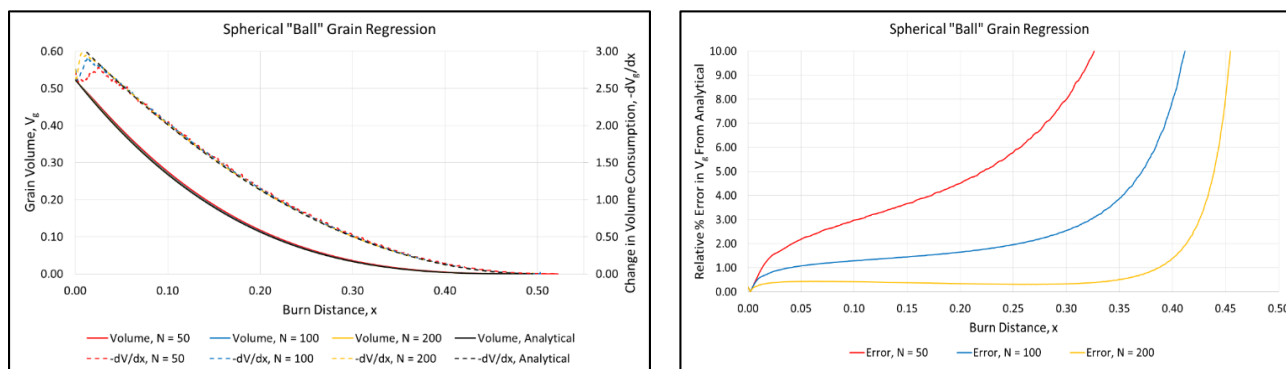 Spherical "Ball" Grain Regression
0.60
0.50
0.40
0.30
0.20
0.10
0.00
Grain Volume, Vg
3.00
2.50
2.00
1.50
1.00
0.50
0.00
Change in Volume Consumption, -dVg/dx
0.00 0.10 0.20 0.30 0.40 0.50
Burn Distance, x
Volume, N = 50 Volume, N = 100 Volume, N = 200 Volume, Analytical
-dV/dx, N = 50 -dV/dx, N = 100 -dV/dx, N = 200 -dV/dx, Analytical
Spherical "Ball" Grain Regression
10.00
9.00
8.00
7.00
6.00
5.00
4.00
3.00
2.00
1.00
0.00
Relative % Error in Vg From Analytical
0.00 0.05 0.10 0.15 0.20 0.25 0.30 0.35 0.40 0.45 0.50
Burn Distance, x
Error, N = 50 Error, N = 100 Error, N = 200